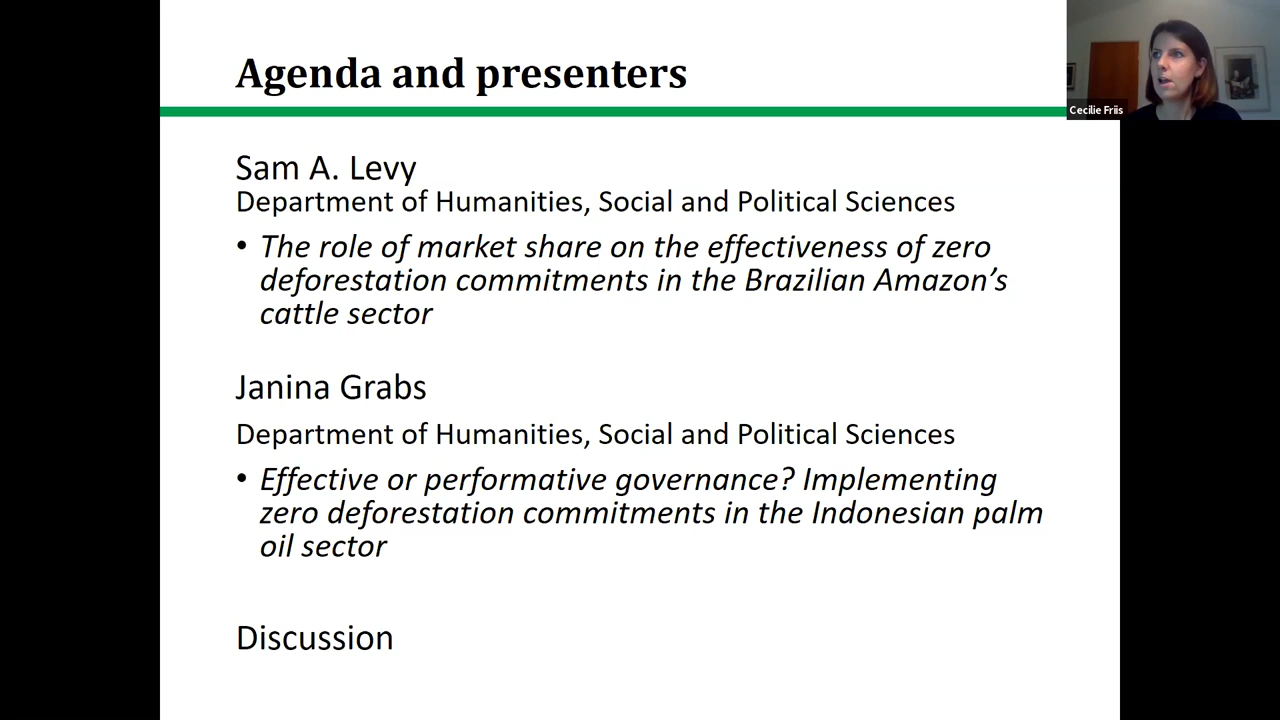 Agenda and presenters
Cecilie Friis
Sam A. Levy
Department of Humanities, Social and Political Sciences
• The role of market share on the effectiveness of zero
deforestation commitments in the Brazilian Amazon’s
cattle sector
Janina Grabs
Department of Humanities, Social and Political Sciences
• Effective or performative governance? Implementing
zero deforestation commitments in the Indonesian palm
oil sector
Discussion